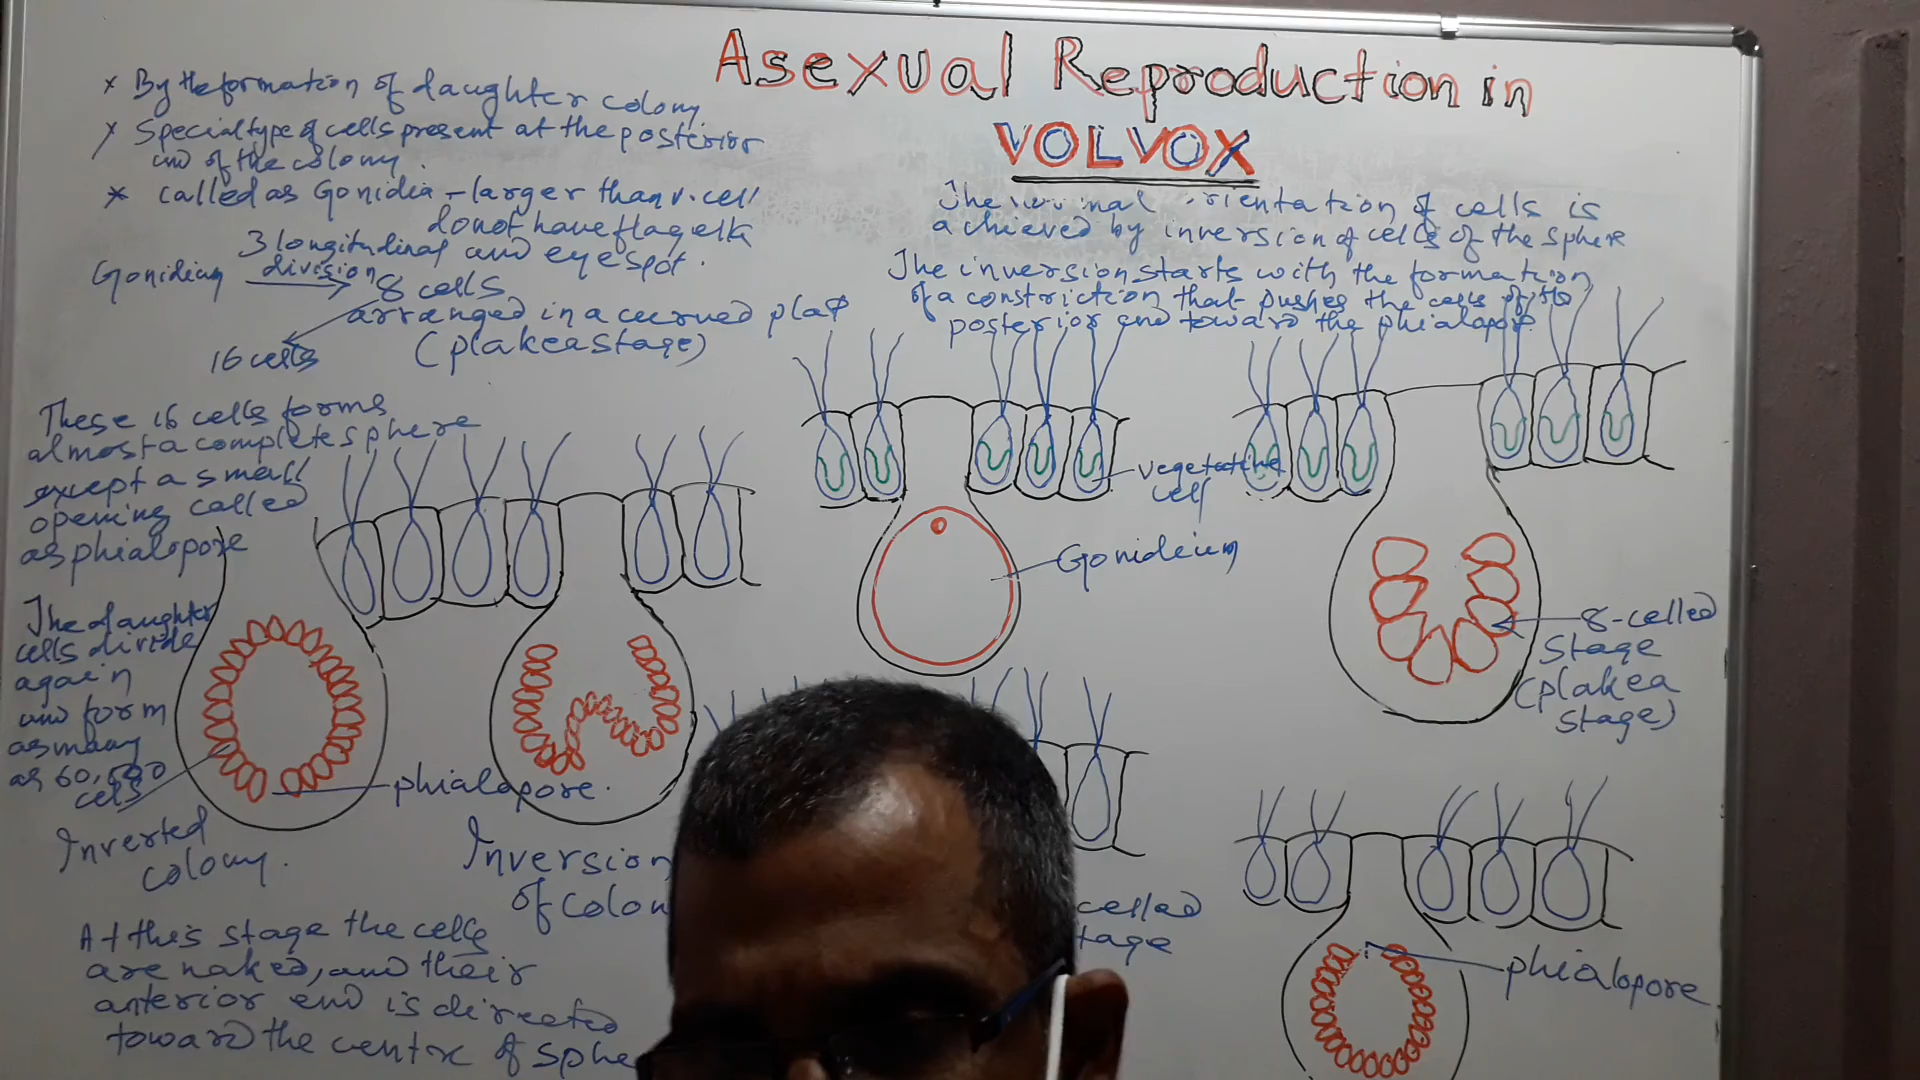 Asexual Reproduction in
VOLVOX
× By the formation of daughter colony
× Special type of cells present at the posterior
end of the colony.
× called as Gonidia - larger than v. cell
do not have flagella
and eye spot.
Gonidium 3 longitudinal
division 8 cells
arranged in a curved plat
(plakea stage)
16 cells
These 16 cells forms
almost a complete sphere
except a small
opening called
as phialopore
The daughter
cells divide
again
and form
as many
as
cells
Inverted
colony.
phialopore.
Inversion
of colon
At this stage the cells
are naked, and their
anterior end is directed
toward the centre of sphe
The orientation of cells is
achieved by inversion of cells of the sphere
The inversion starts with the formation
of a constriction that pushes the cells of the
posterior end toward the phialopore.
vegetative
cell
Gonidium
8-celled
stage
(plakea
stage)
celled
tage
phialopore